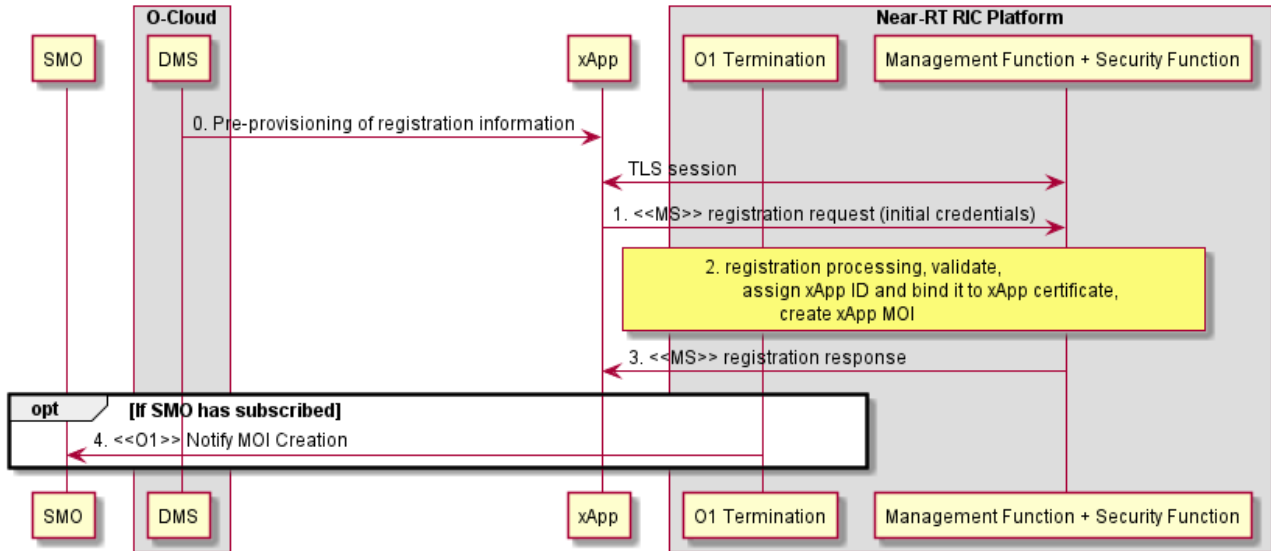 O-Cloud
Near-RT RIC Platform
SMO
DMS
xApp
O1 Termination
Management Function + Security Function
0. Pre-provisioning of registration information
TLS session
1. <<MS>> registration request (initial credentials)
2. registration processing, validate,
assign xApp ID and bind it to xApp certificate,
create xApp MOI
3. <<MS>> registration response
opt
[If SMO has subscribed]
4. <<O1>> Notify MOI Creation
SMO
DMS
xApp
O1 Termination
Management Function + Security Function